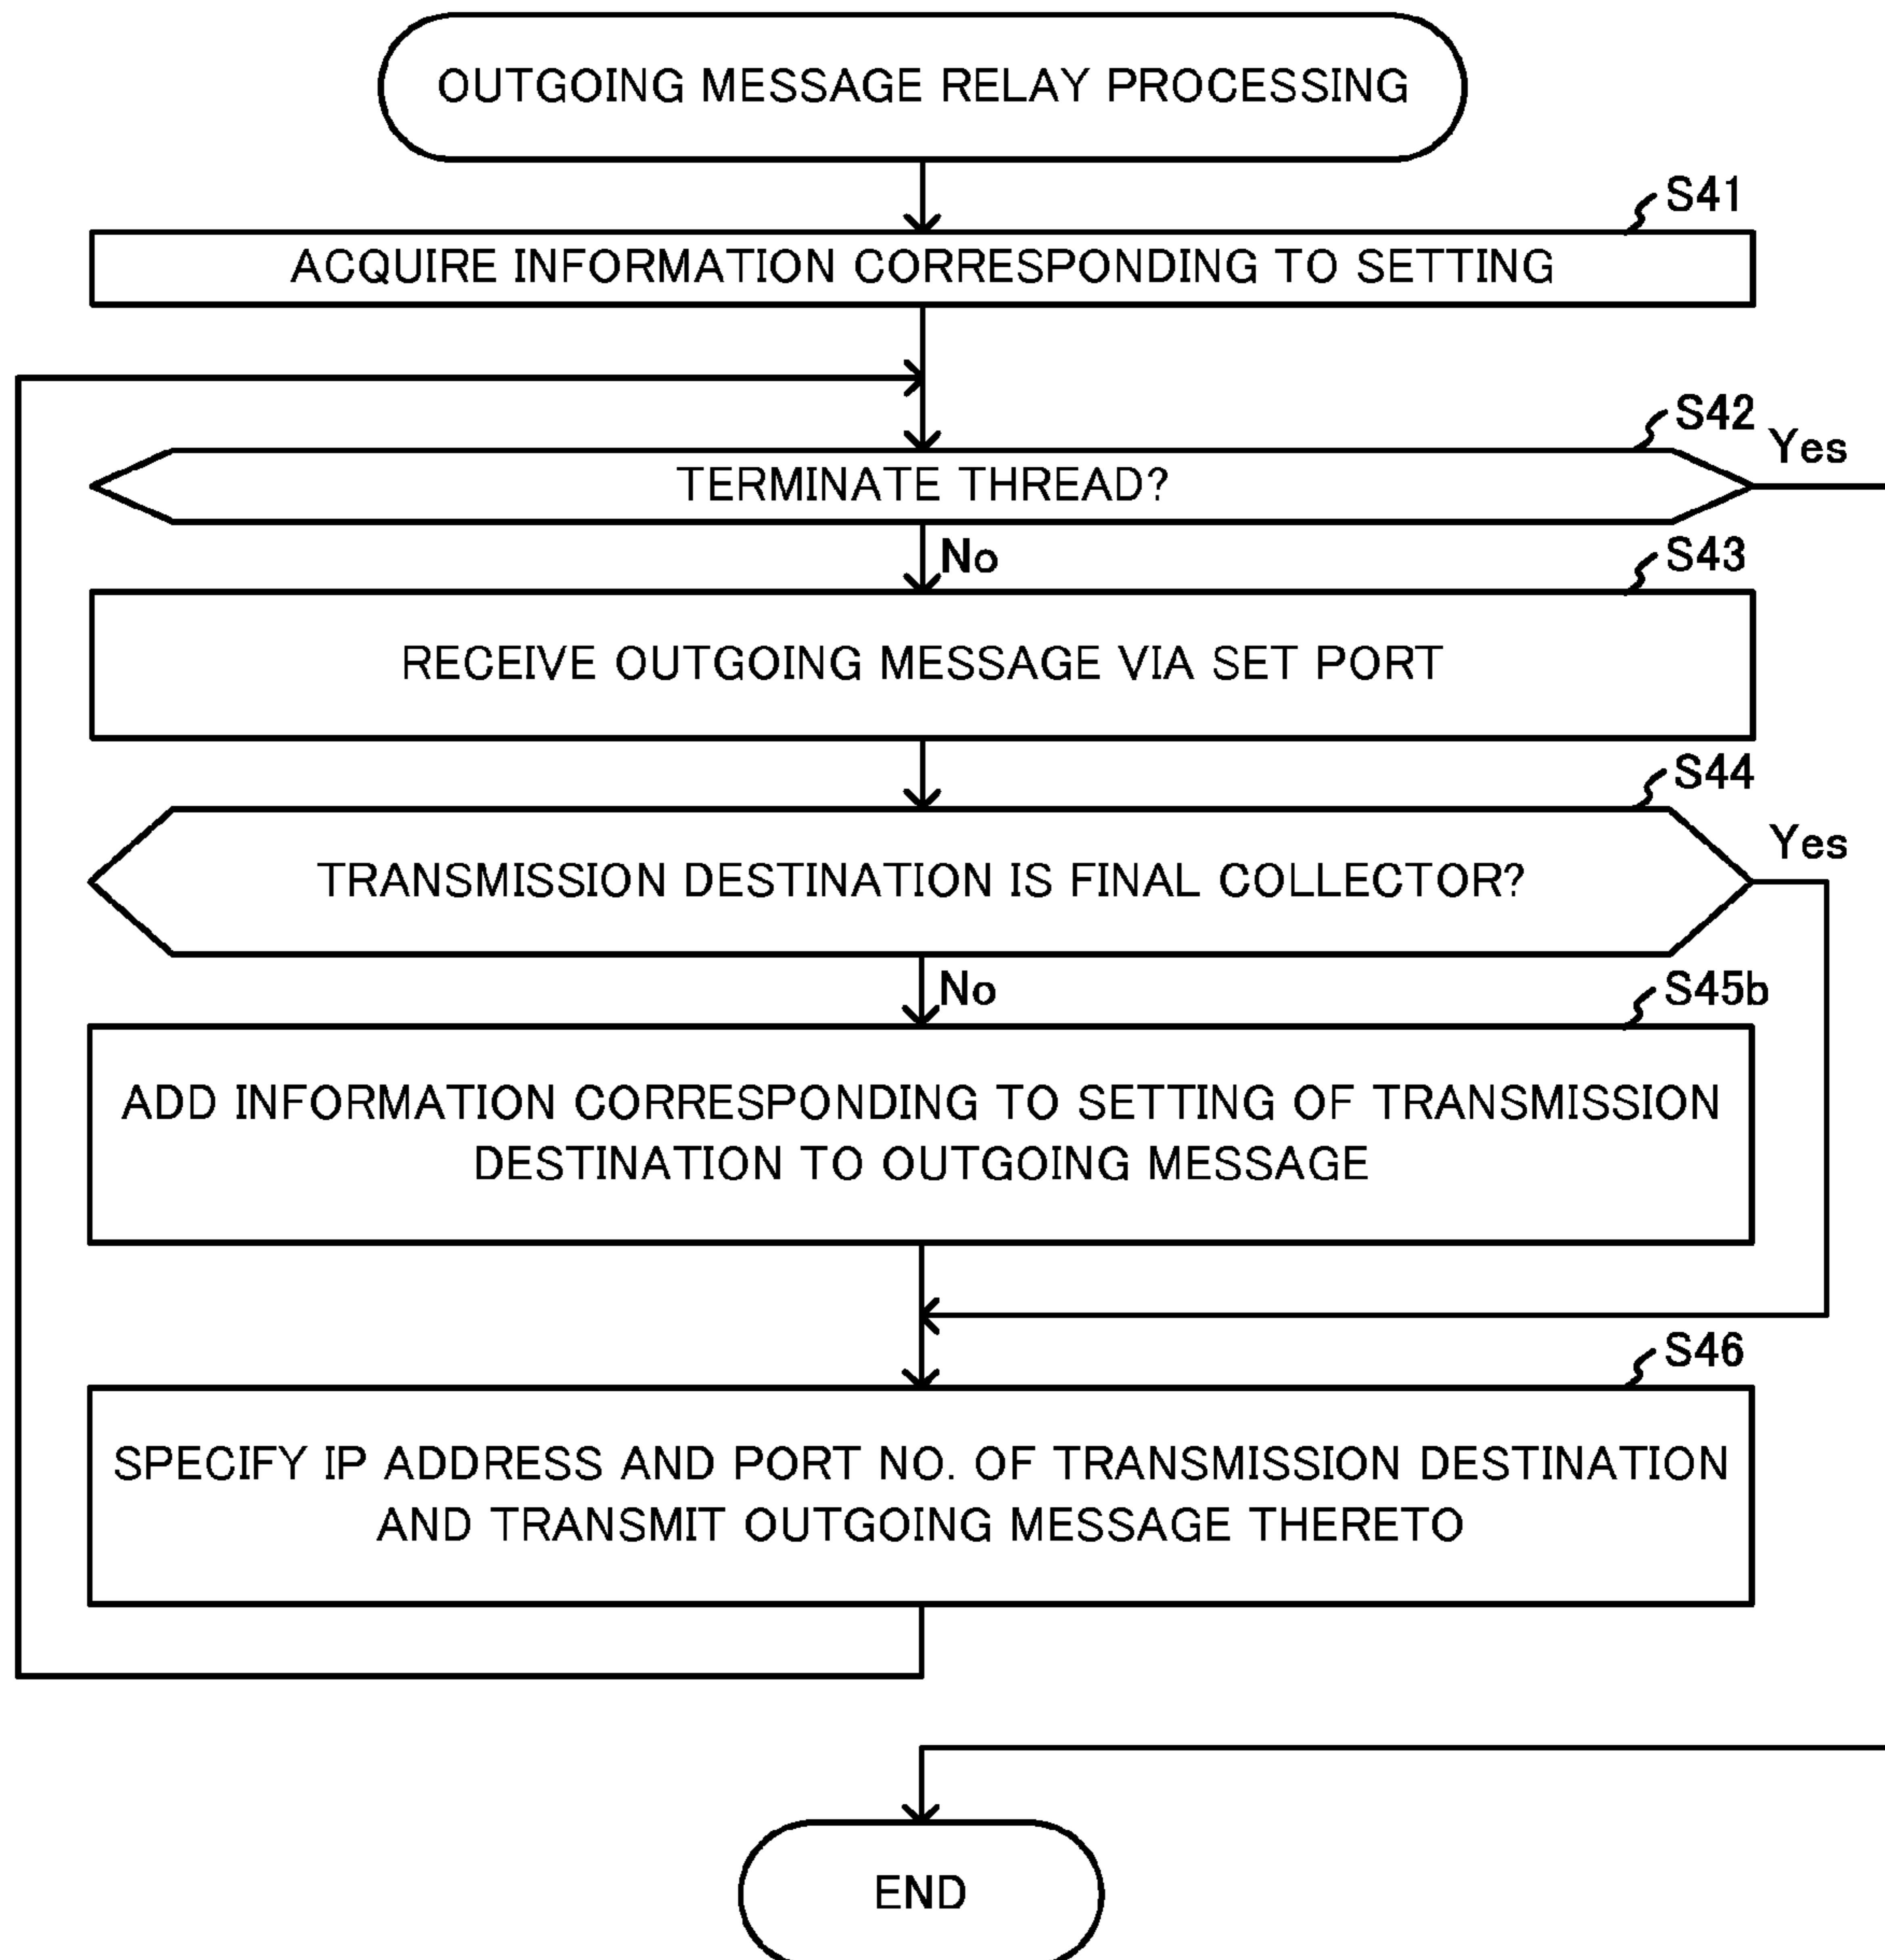 OUTGOING MESSAGE RELAY PROCESSING
S41
ACQUIRE INFORMATION CORRESPONDING TO SETTING
S42
Yes
TERMINATE THREAD?
No
S43
RECEIVE OUTGOING MESSAGE VIA SET PORT
S44
Yes
TRANSMISSION DESTINATION IS FINAL COLLECTOR?
No
S45b
ADD INFORMATION CORRESPONDING TO SETTING OF TRANSMISSION
DESTINATION TO OUTGOING MESSAGE
S46
SPECIFY IP ADDRESS AND PORT NO. OF TRANSMISSION DESTINATION
AND TRANSMIT OUTGOING MESSAGE THERETO
END